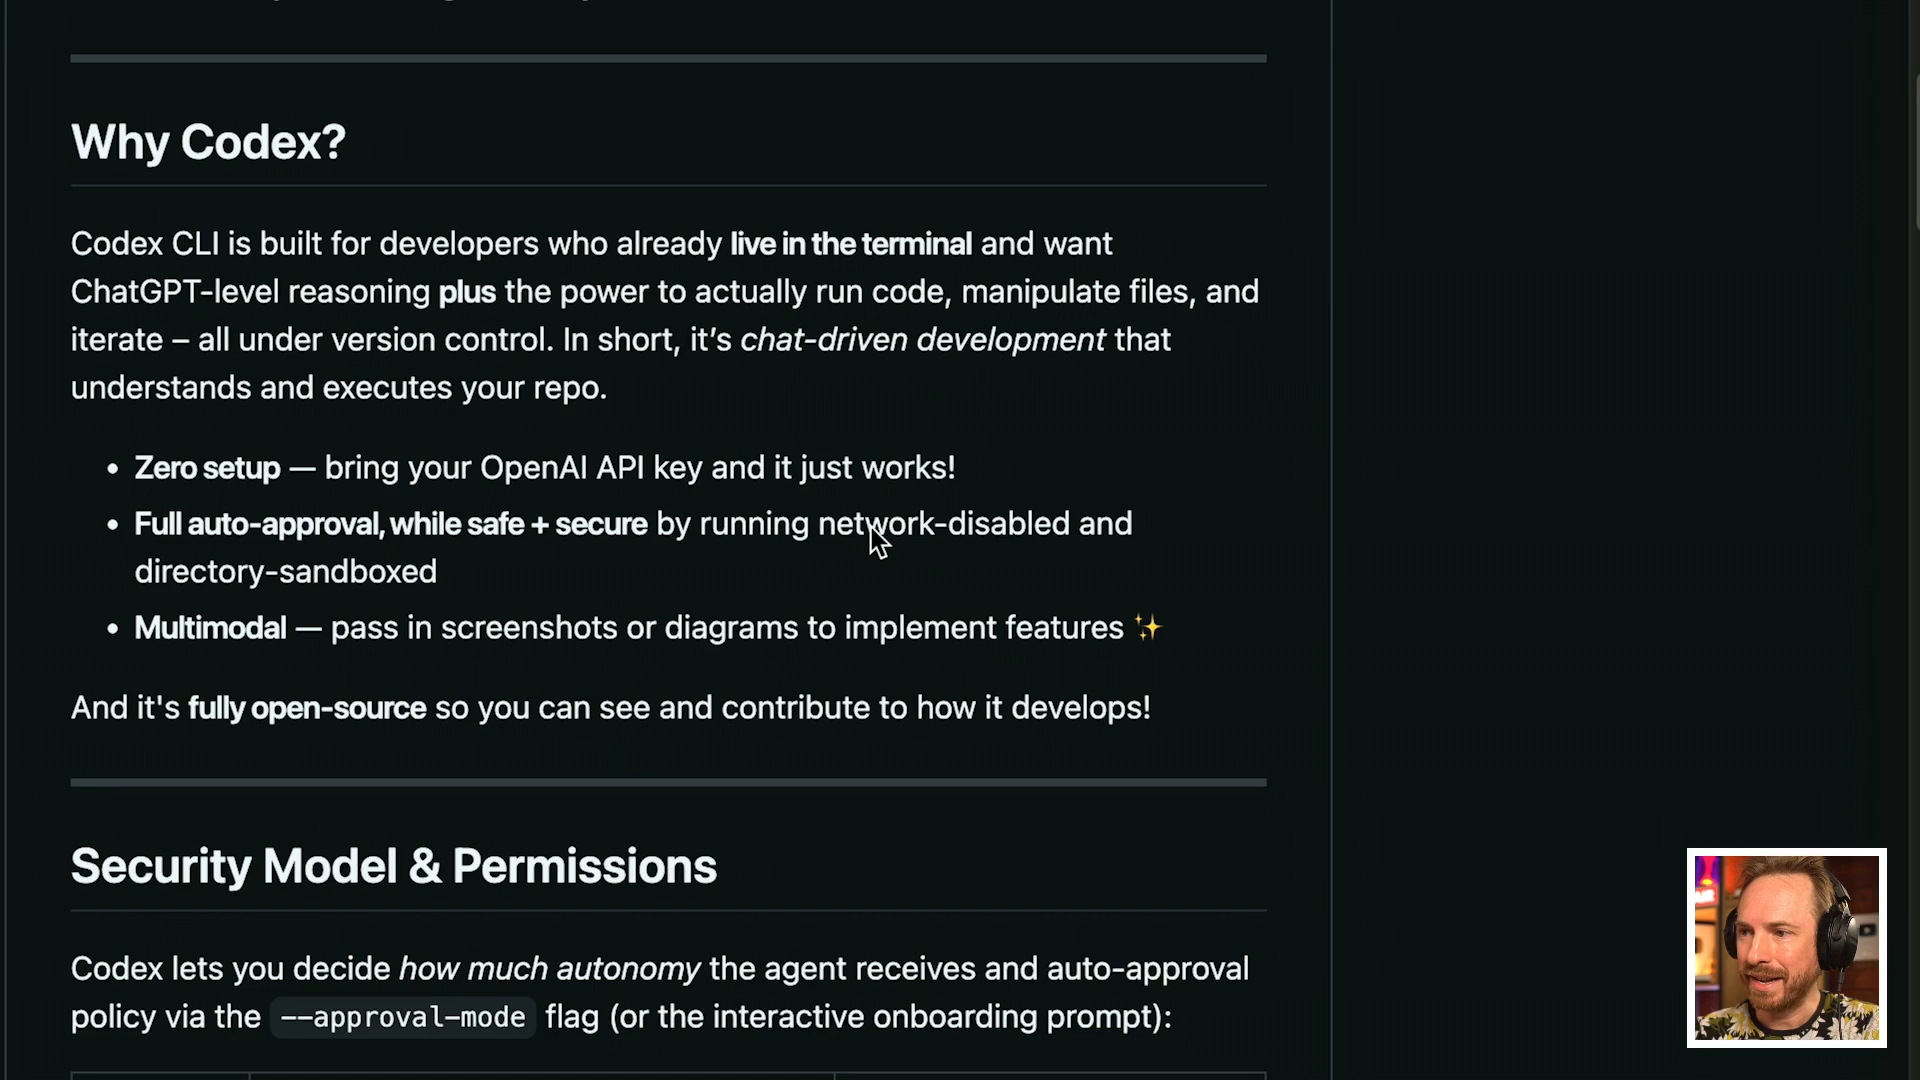 Why Codex?
Codex CLI is built for developers who already live in the terminal and want
ChatGPT-level reasoning plus the power to actually run code, manipulate files, and
iterate – all under version control. In short, it’s chat-driven development that
understands and executes your repo.
• Zero setup — bring your OpenAI API key and it just works!
• Full auto-approval, while safe + secure by running network-disabled and
directory-sandboxed
• Multimodal — pass in screenshots or diagrams to implement features ✨
And it's fully open-source so you can see and contribute to how it develops!
Security Model & Permissions
Codex lets you decide how much autonomy the agent receives and auto-approval
policy via the --approval-mode flag (or the interactive onboarding prompt):